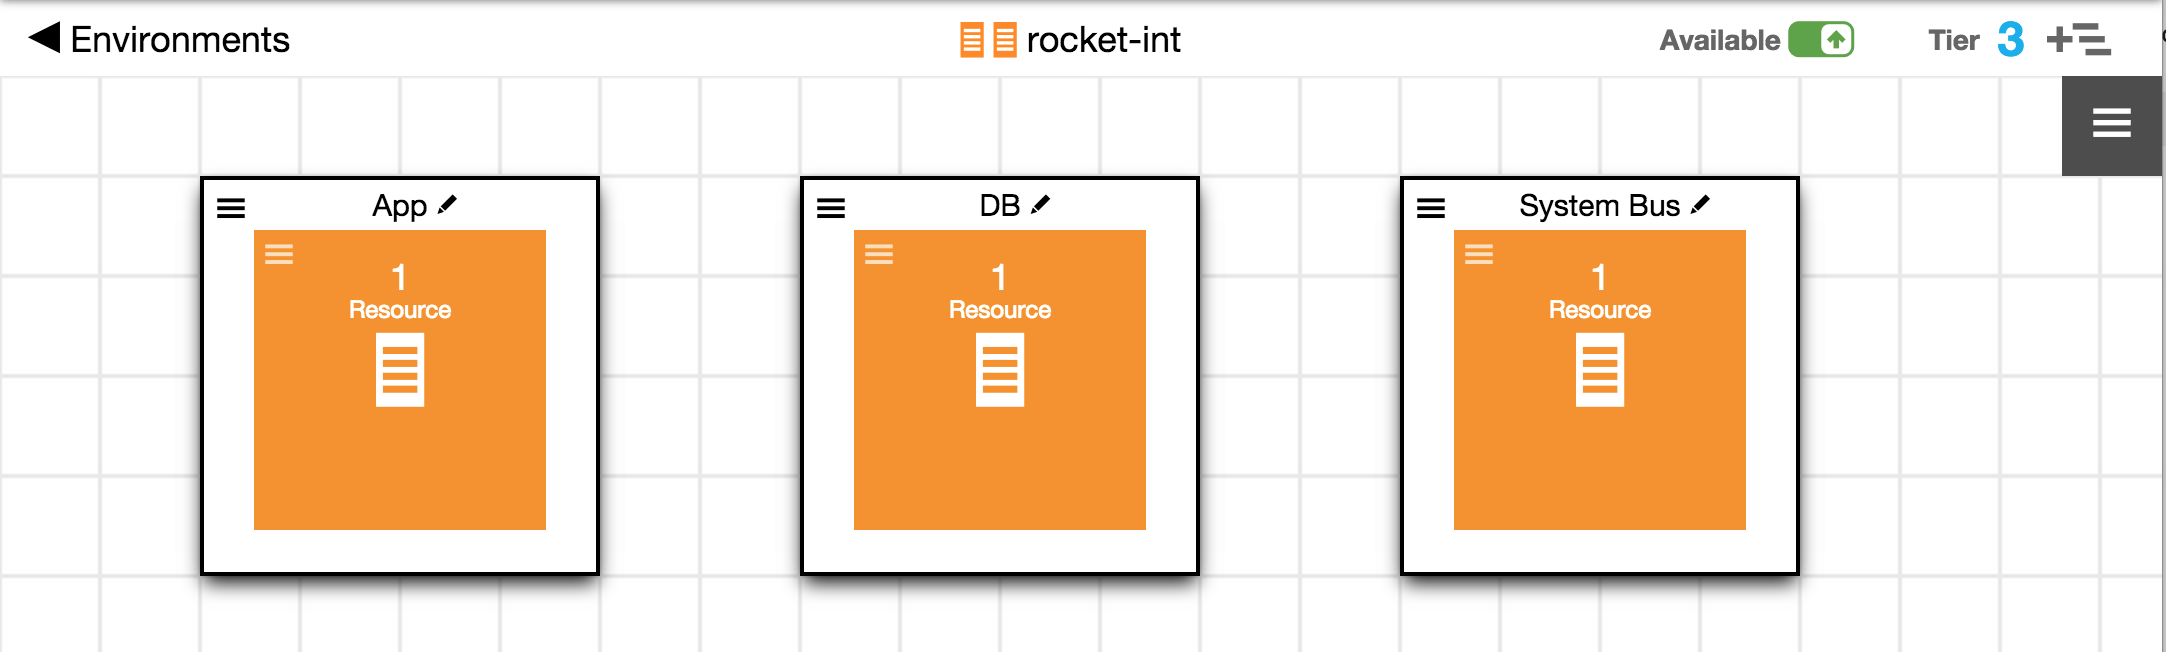 Environments
rocket-int
Available
Tier 3
App
1
Resource
DB
1
Resource
System Bus
1
Resource